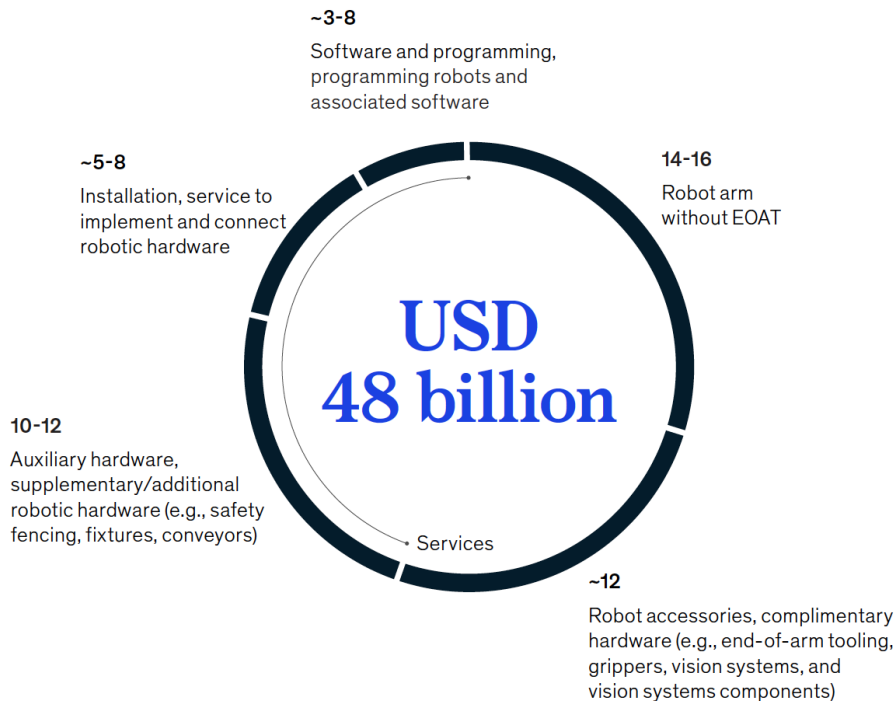 ~3-8
Software and programming,
programming robots and
associated software
14-16
Robot arm
without EOAT
~12
Robot accessories, complimentary
hardware (e.g., end-of-arm tooling,
grippers, vision systems, and
vision systems components)
10-12
Auxiliary hardware,
supplementary/additional
robotic hardware (e.g., safety
fencing, fixtures, conveyors)
~5-8
Installation, service to
implement and connect
robotic hardware
USD
48 billion
Services